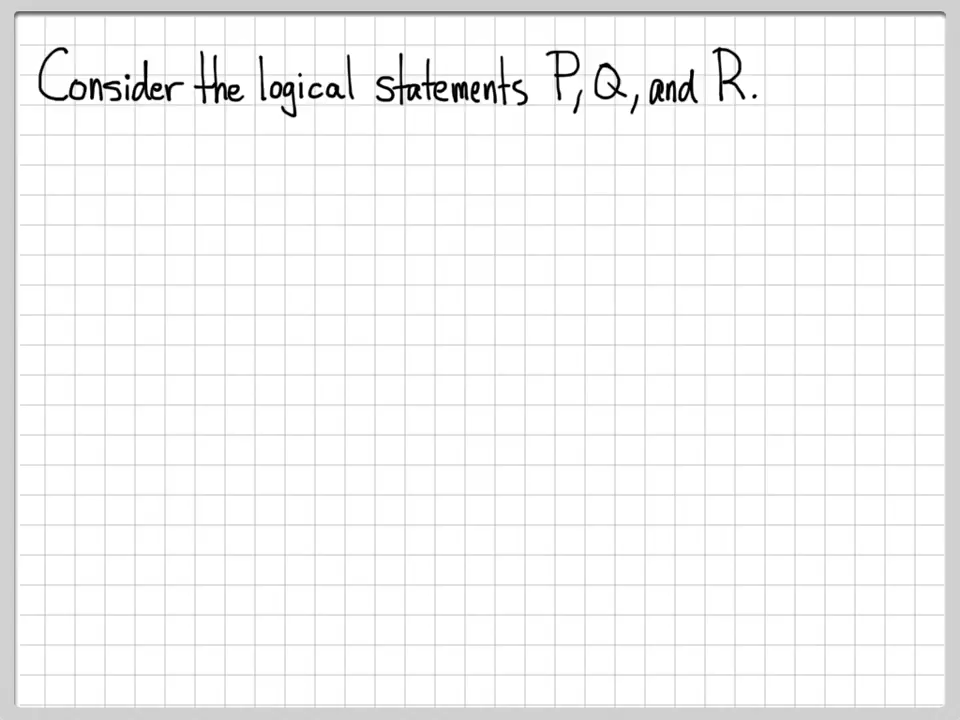 Consider the logical statements P, Q, and R.